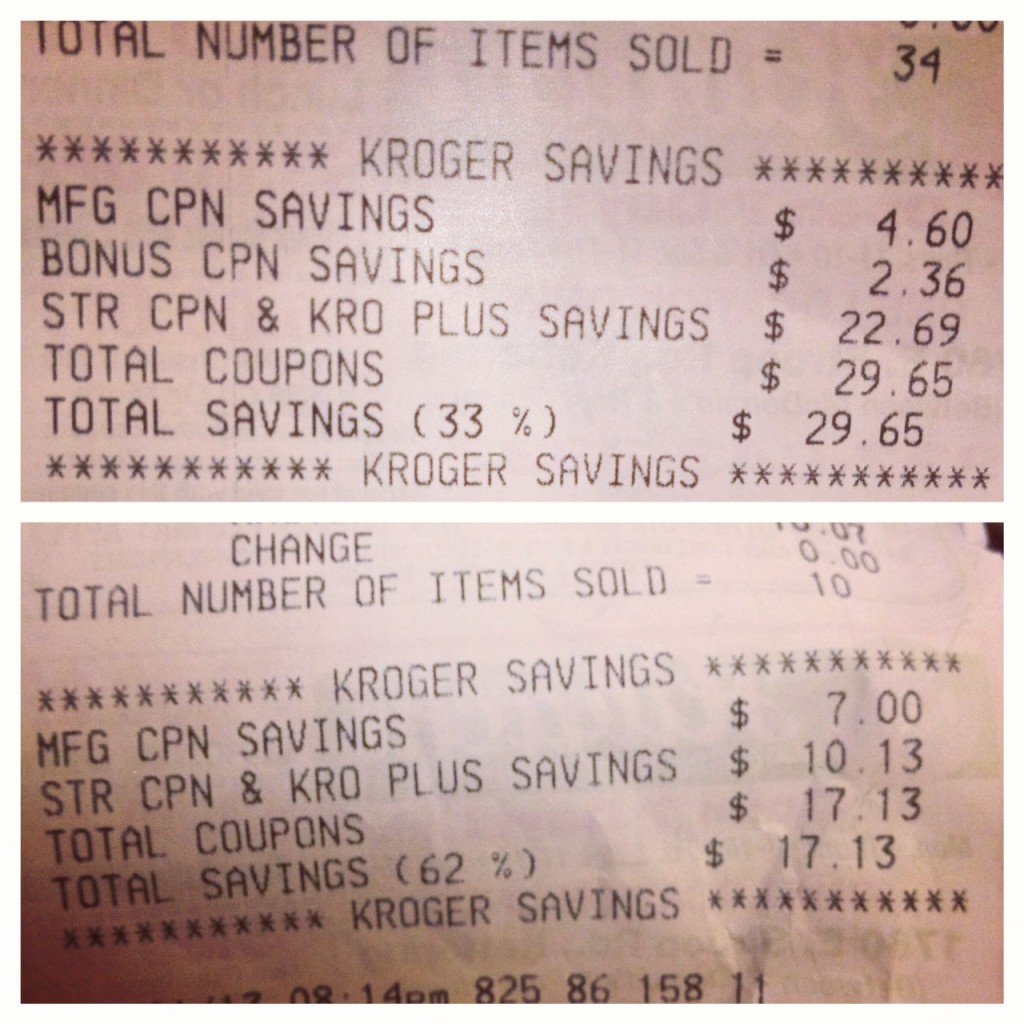 TOTAL NUMBER OF ITEMS SOLD = 34
*********** KROGER SAVINGS **********
MFG CPN SAVINGS $ 4.60
BONUS CPN SAVINGS $ 2.36
STR CPN & KRO PLUS SAVINGS $ 22.69
TOTAL COUPONS $ 29.65
TOTAL SAVINGS (33 %) $ 29.65
*********** KROGER SAVINGS ***********
CHANGE 0.00
TOTAL NUMBER OF ITEMS SOLD = 10
*********** KROGER SAVINGS ***********
MFG CPN SAVINGS $ 7.00
STR CPN & KRO PLUS SAVINGS $ 10.13
TOTAL COUPONS $ 17.13
TOTAL SAVINGS (62 %) $ 17.13
*********** KROGER SAVINGS ***********
08:14pm 825 86 158 11